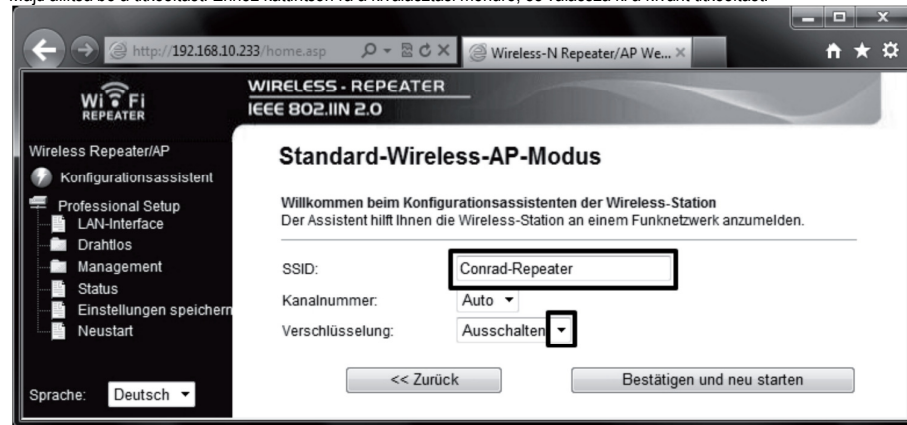 http://192.168.10.233/home.asp
Wireless-N Repeater/AP We...
WiFi
REPEATER
WIRELESS - REPEATER
IEEE 802.11N 2.0
Wireless Repeater/AP
Konfigurationsassistent
Professional Setup
LAN-Interface
Drahtlos
Management
Status
Einstellungen speichern
Neustart
Sprache: Deutsch
Standard-Wireless-AP-Modus
Willkommen beim Konfigurationsassistenten der Wireless-Station
Der Assistent hilft Ihnen die Wireless-Station an einem Funknetzwerk anzumelden.
SSID: Conrad-Repeater
Kanalnummer: Auto
Verschlüsselung: Ausschalten
<< Zurück
Bestätigen und neu starten